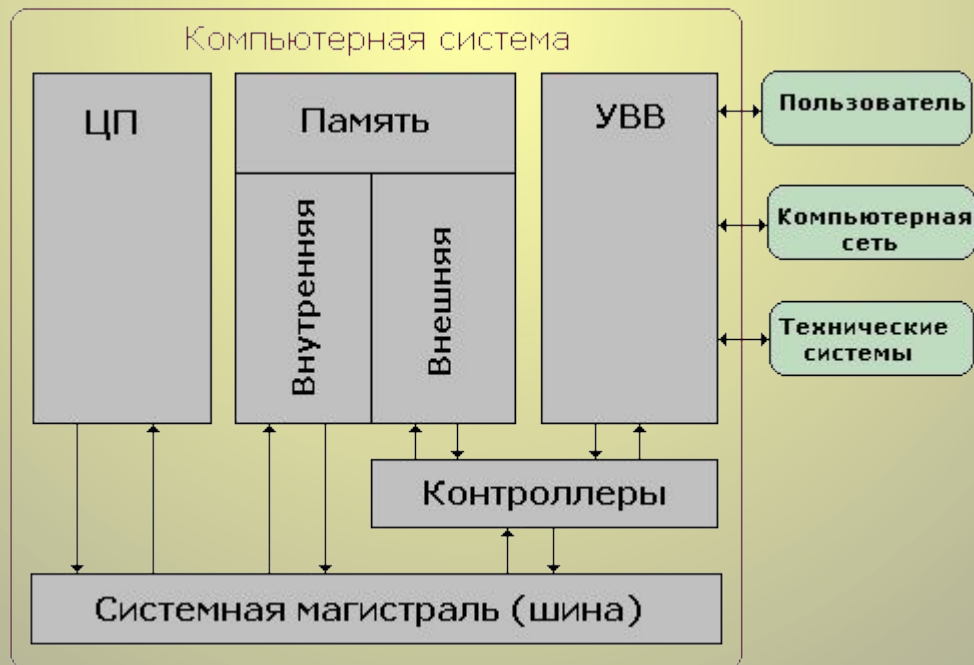 Компьютерная система
ЦП
Память
УВВ
Внутренняя
Внешняя
Пользователь
Компьютерная
сеть
Технические
системы
Контроллеры
Системная магистраль (шина)